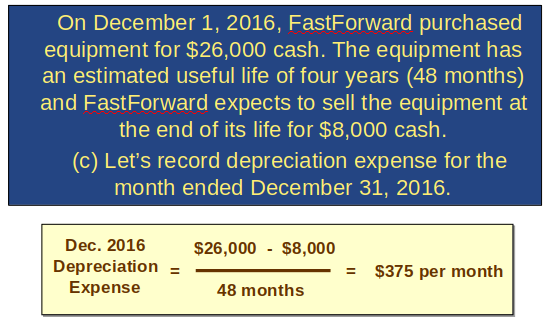 On December 1, 2016, FastForward purchased
equipment for $26,000 cash. The equipment has
an estimated useful life of four years (48 months)
and FastForward expects to sell the equipment at
the end of its life for $8,000 cash.
(c) Let's record depreciation expense for the
month ended December 31, 2016.
Dec. 2016
Depreciation
Expense
=
$26,000 - $8,000
48 months
= $375 per month